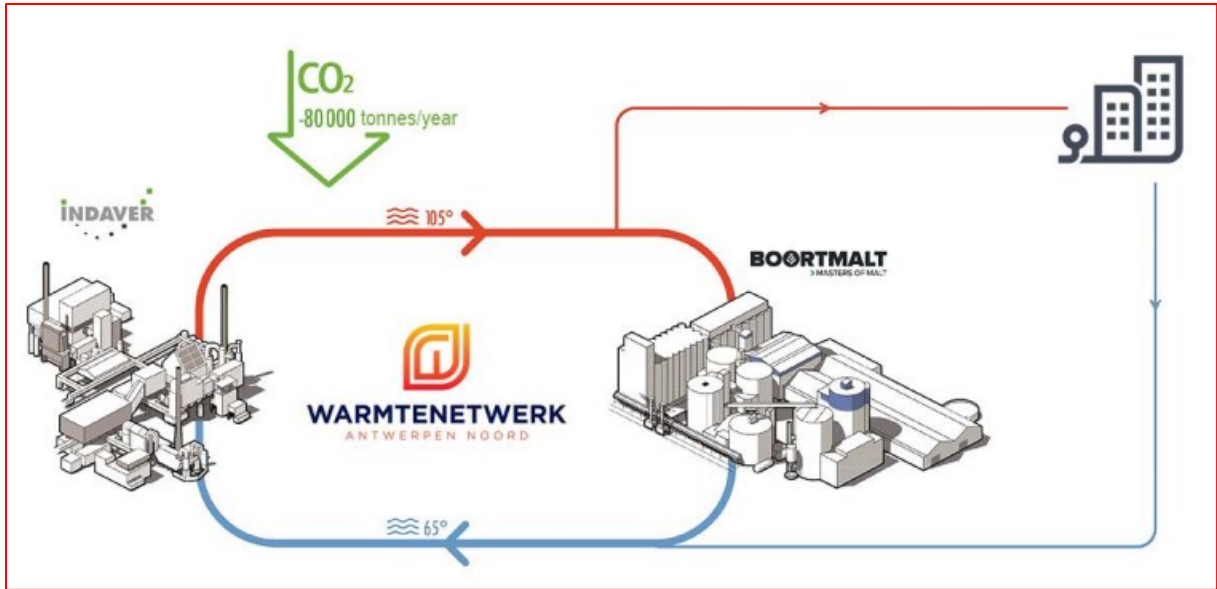 CO₂
-80 000 tonnes/year
INDAVER
105°
BOORTMALT
>MASTERS OF MALT
WARMTENETWERK
ANTWERPEN NOORD
65°